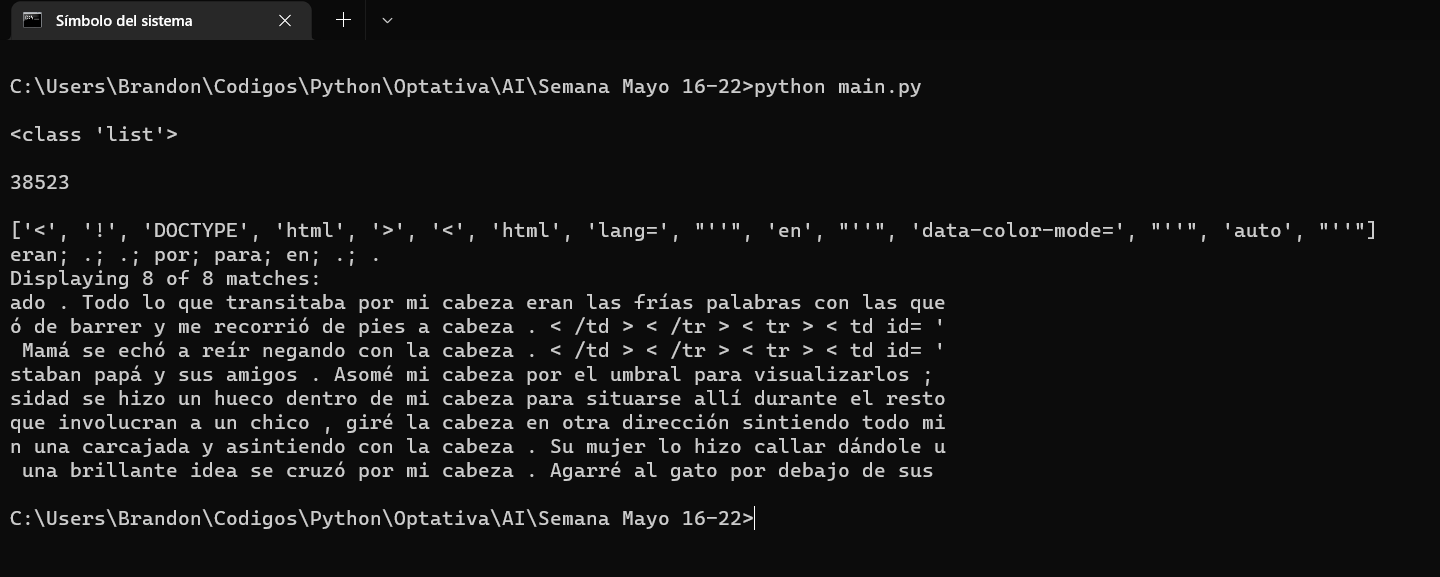 Símbolo del sistema
C:\Users\Brandon\Codigos\Python\Optativa\AI\Semana Mayo 16-22>python main.py
<class 'list'>
38523
['<', '!', 'DOCTYPE', 'html', '>', '<', 'html', 'lang=', "''", 'en', "''", 'data-color-mode=', "''", 'auto', "''"]
eran; .; .; por; para; en; .; .
Displaying 8 of 8 matches:
ado . Todo lo que transitaba por mi cabeza eran las frías palabras con las que
ó de barrer y me recorrió de pies a cabeza . < /td > < /tr > < tr > < td id= '
 Mamá se echó a reír negando con la cabeza . < /td > < /tr > < tr > < td id= '
staban papá y sus amigos . Asomé mi cabeza por el umbral para visualizarlos ;
sidad se hizo un hueco dentro de mi cabeza para situarse allí durante el resto
que involucran a un chico , giré la cabeza en otra dirección sintiendo todo mi
n una carcajada y asintiendo con la cabeza . Su mujer lo hizo callar dándole u
 una brillante idea se cruzó por mi cabeza . Agarré al gato por debajo de sus
C:\Users\Brandon\Codigos\Python\Optativa\AI\Semana Mayo 16-22>